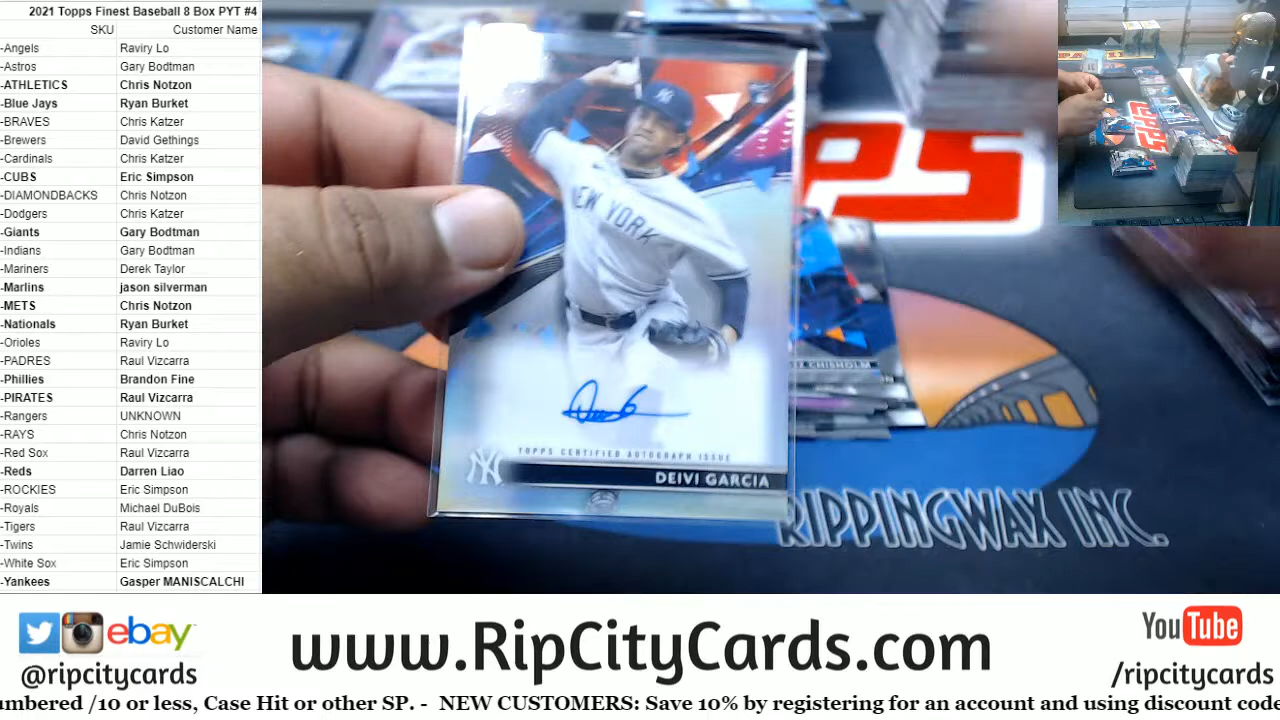 2021 Topps Finest Baseball 8 Box PYT #4
SKU Customer Name
-Angels Raviry Lo
-Astros Gary Bodtman
-ATHLETICS Chris Notzon
-Blue Jays Ryan Burket
-BRAVES Chris Katzer
-Brewers David Gethings
-Cardinals Chris Katzer
-CUBS Eric Simpson
-DIAMONDBACKS Chris Notzon
-Dodgers Chris Katzer
-Giants Gary Bodtman
-Indians Gary Bodtman
-Mariners Derek Taylor
-Marlins jason silverman
-METS Chris Notzon
-Nationals Ryan Burket
-Orioles Raviry Lo
-PADRES Raul Vizcarra
-Phillies Brandon Fine
-PIRATES Raul Vizcarra
-Rangers UNKNOWN
-RAYS Chris Notzon
-Red Sox Raul Vizcarra
-Reds Darren Liao
-ROCKIES Eric Simpson
-Royals Michael DuBois
-Tigers Raul Vizcarra
-Twins Jamie Schwiderski
-White Sox Eric Simpson
-Yankees Gasper MANISCALCHI
NEW YORK
TOPPS CERTIFIED AUTOGRAPH ISSUE
NY
DEIVI GARCIA
CHISHOLM
RIPPINGWAX INC.
ebay
@ripcitycards
www.RipCityCards.com
YouTube
/ripcitycards
umbered /10 or less, Case Hit or other SP. - NEW CUSTOMERS: Save 10% by registering for an account and using discount code